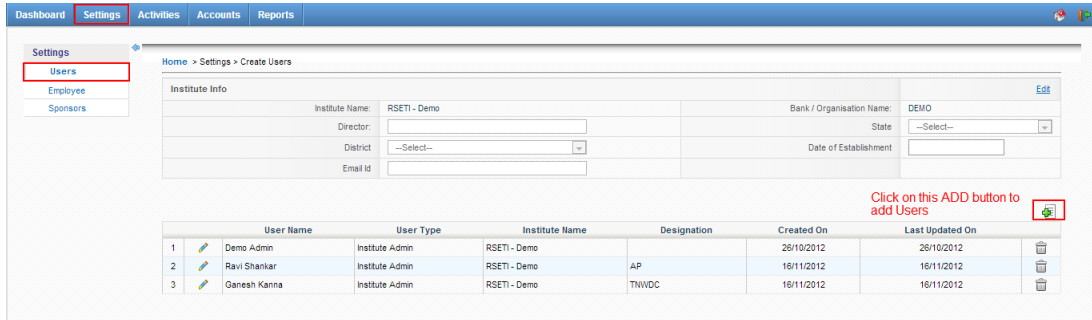 Dashboard Settings Activities Accounts Reports
Settings
Users
Employee
Sponsors
Home > Settings > Create Users
Institute Info Edit
Institute Name: RSETI - Demo Bank / Organisation Name: DEMO
Director: State --Select--
District --Select-- Date of Establishment
Email Id
Click on this ADD button to
add Users
User Name User Type Institute Name Designation Created On Last Updated On
1 Demo Admin Institute Admin RSETI - Demo 26/10/2012 26/10/2012
2 Ravi Shankar Institute Admin RSETI - Demo AP 16/11/2012 16/11/2012
3 Ganesh Kanna Institute Admin RSETI - Demo TNWDC 16/11/2012 16/11/2012